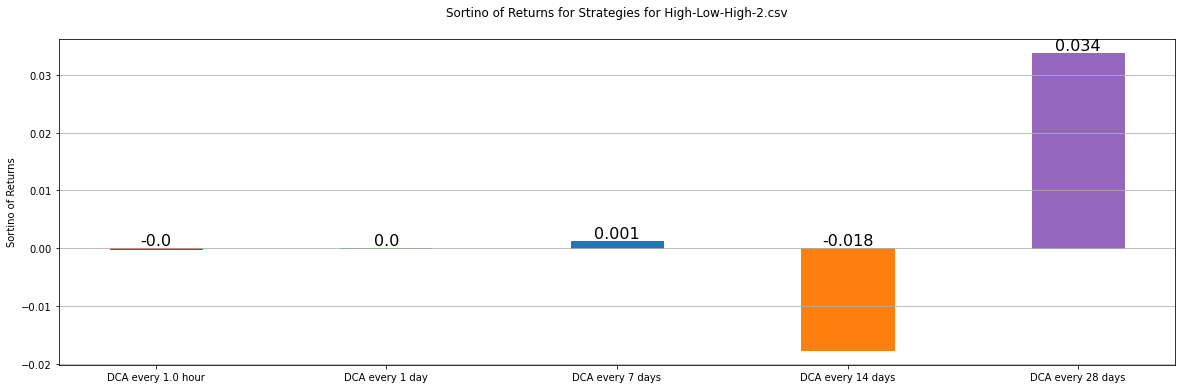 Sortino of Returns for Strategies for High-Low-High-2.csv
Sortino of Returns
0.03
0.02
0.01
0.00
−0.01
−0.02
-0.0
0.0
0.001
-0.018
0.034
DCA every 1.0 hour
DCA every 1 day
DCA every 7 days
DCA every 14 days
DCA every 28 days